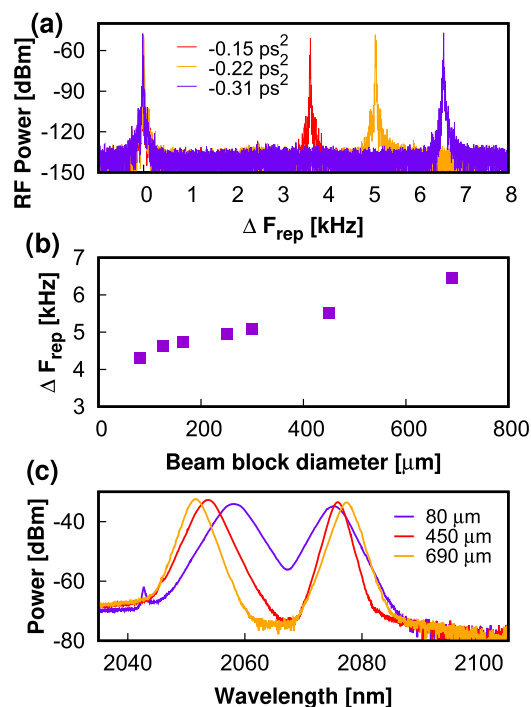 (a)
-40
-60
-90
-120
-150
RF Power [dBm]
-0.15 ps²
-0.22 ps²
-0.31 ps²
0 1 2 3 4 5 6 7 8
Δ F_rep [kHz]
(b)
7
6
5
4
3
Δ F_rep [kHz]
0 200 400 600 800
Beam block diameter [μm]
(c)
-40
-60
-80
Power [dBm]
80 μm
450 μm
690 μm
2040 2060 2080 2100
Wavelength [nm]